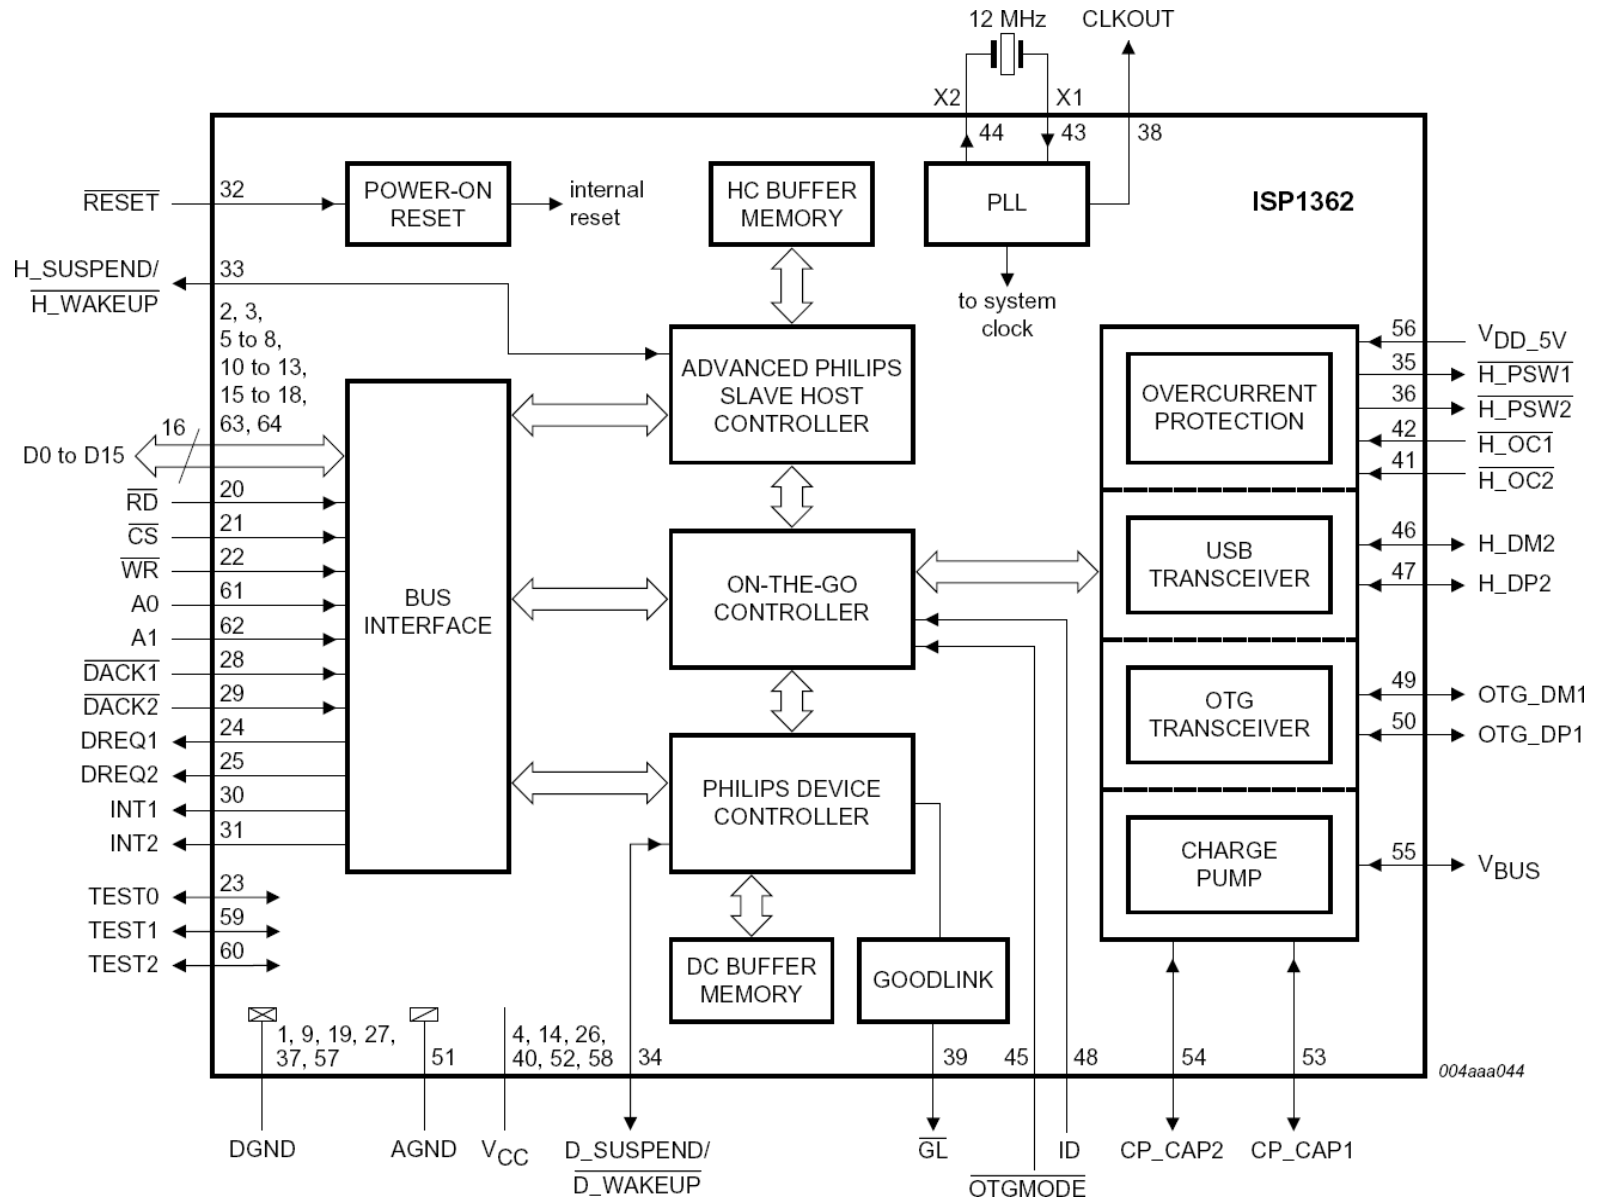 12 MHz CLKOUT
X2 X1
44 43 38
RESET 32 POWER-ON RESET internal reset
HC BUFFER MEMORY
PLL
ISP1362
H_SUSPEND/ 33
H_WAKEUP
to system clock
2, 3,
5 to 8,
10 to 13,
15 to 18,
63, 64
D0 to D15 16
RD 20
CS 21
WR 22
A0 61
A1 62
DACK1 28
DACK2 29
DREQ1 24
DREQ2 25
INT1 30
INT2 31
TEST0 23
TEST1 59
TEST2 60
BUS
INTERFACE
ADVANCED PHILIPS
SLAVE HOST
CONTROLLER
ON-THE-GO
CONTROLLER
PHILIPS DEVICE
CONTROLLER
DC BUFFER
MEMORY
GOODLINK
OVERCURRENT
PROTECTION
USB
TRANSCEIVER
OTG
TRANSCEIVER
CHARGE
PUMP
56 VDD_5V
35 H_PSW1
36 H_PSW2
42 H_OC1
41 H_OC2
46 H_DM2
47 H_DP2
49 OTG_DM1
50 OTG_DP1
55 VBUS
1, 9, 19, 27,
37, 57
51
4, 14, 26,
40, 52, 58
34 39 45 48 54 53
004aaa044
DGND AGND VCC D_SUSPEND/ GL ID CP_CAP2 CP_CAP1
D_WAKEUP OTGMODE